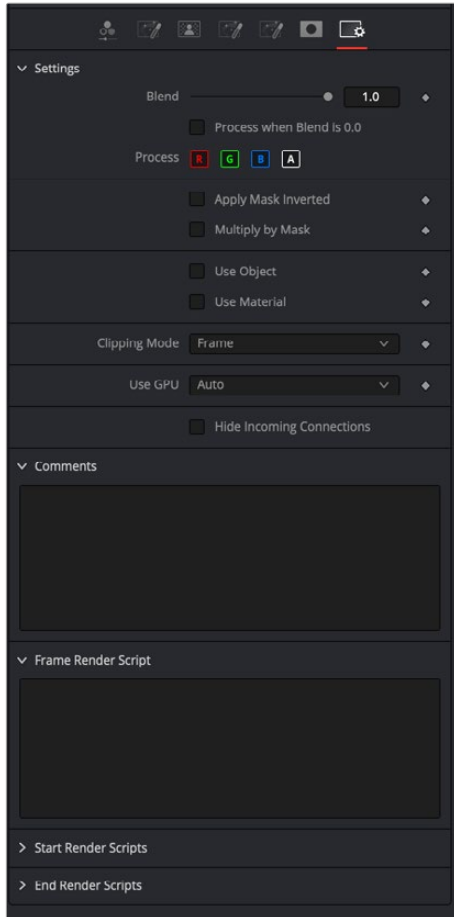 Settings
Blend 1.0
Process when Blend Is 0.0
Process R G B A
Apply Mask Inverted
Multiply by Mask
Use Object
Use Material
Clipping Mode Frame
Use GPU Auto
Hide Incoming Connections
Comments
Frame Render Script
Start Render Scripts
End Render Scripts